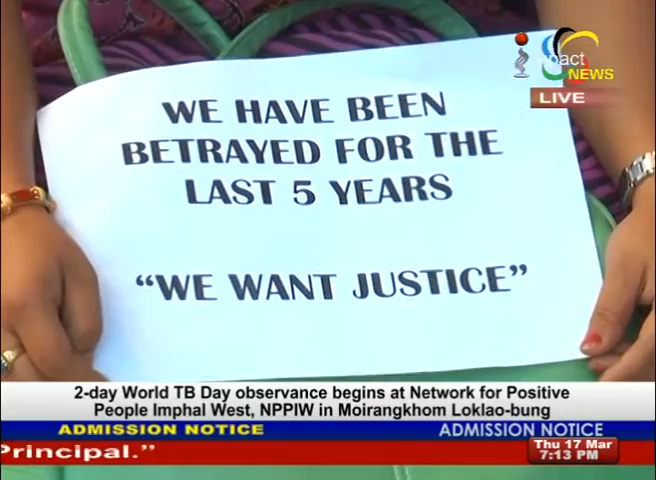 pact
NEWS
LIVE
WE HAVE BEEN
BETRAYED FOR THE
LAST 5 YEARS
“WE WANT JUSTICE”
2-day World TB Day observance begins at Network for Positive
People Imphal West, NPPIW in Moirangkhom Loklao-bung
ADMISSION NOTICE ADMISSION NOTICE
Principal.”
Thu 17 Mar
7:13 PM